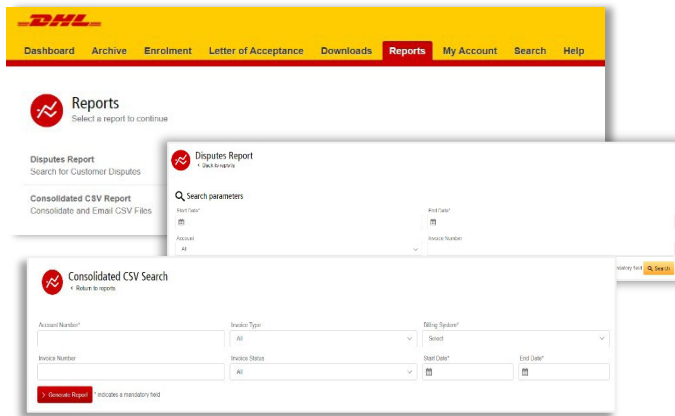 DHL
Dashboard Archive Enrolment Letter of Acceptance Downloads Reports My Account Search Help
Reports
Select a report to continue
Disputes Report
Search for Customer Disputes
Consolidated CSV Report
Consolidate and Email CSV Files
Disputes Report
Back to reports
Search parameters
Start Date* End Date*
Account Invoice Number
All
field Search
Consolidated CSV Search
Return to reports
Account Number* Invoice Type Billing System*
All Select
Invoice Number Invoice Status Start Date* End Date*
All
Generate Report * indicates a mandatory field